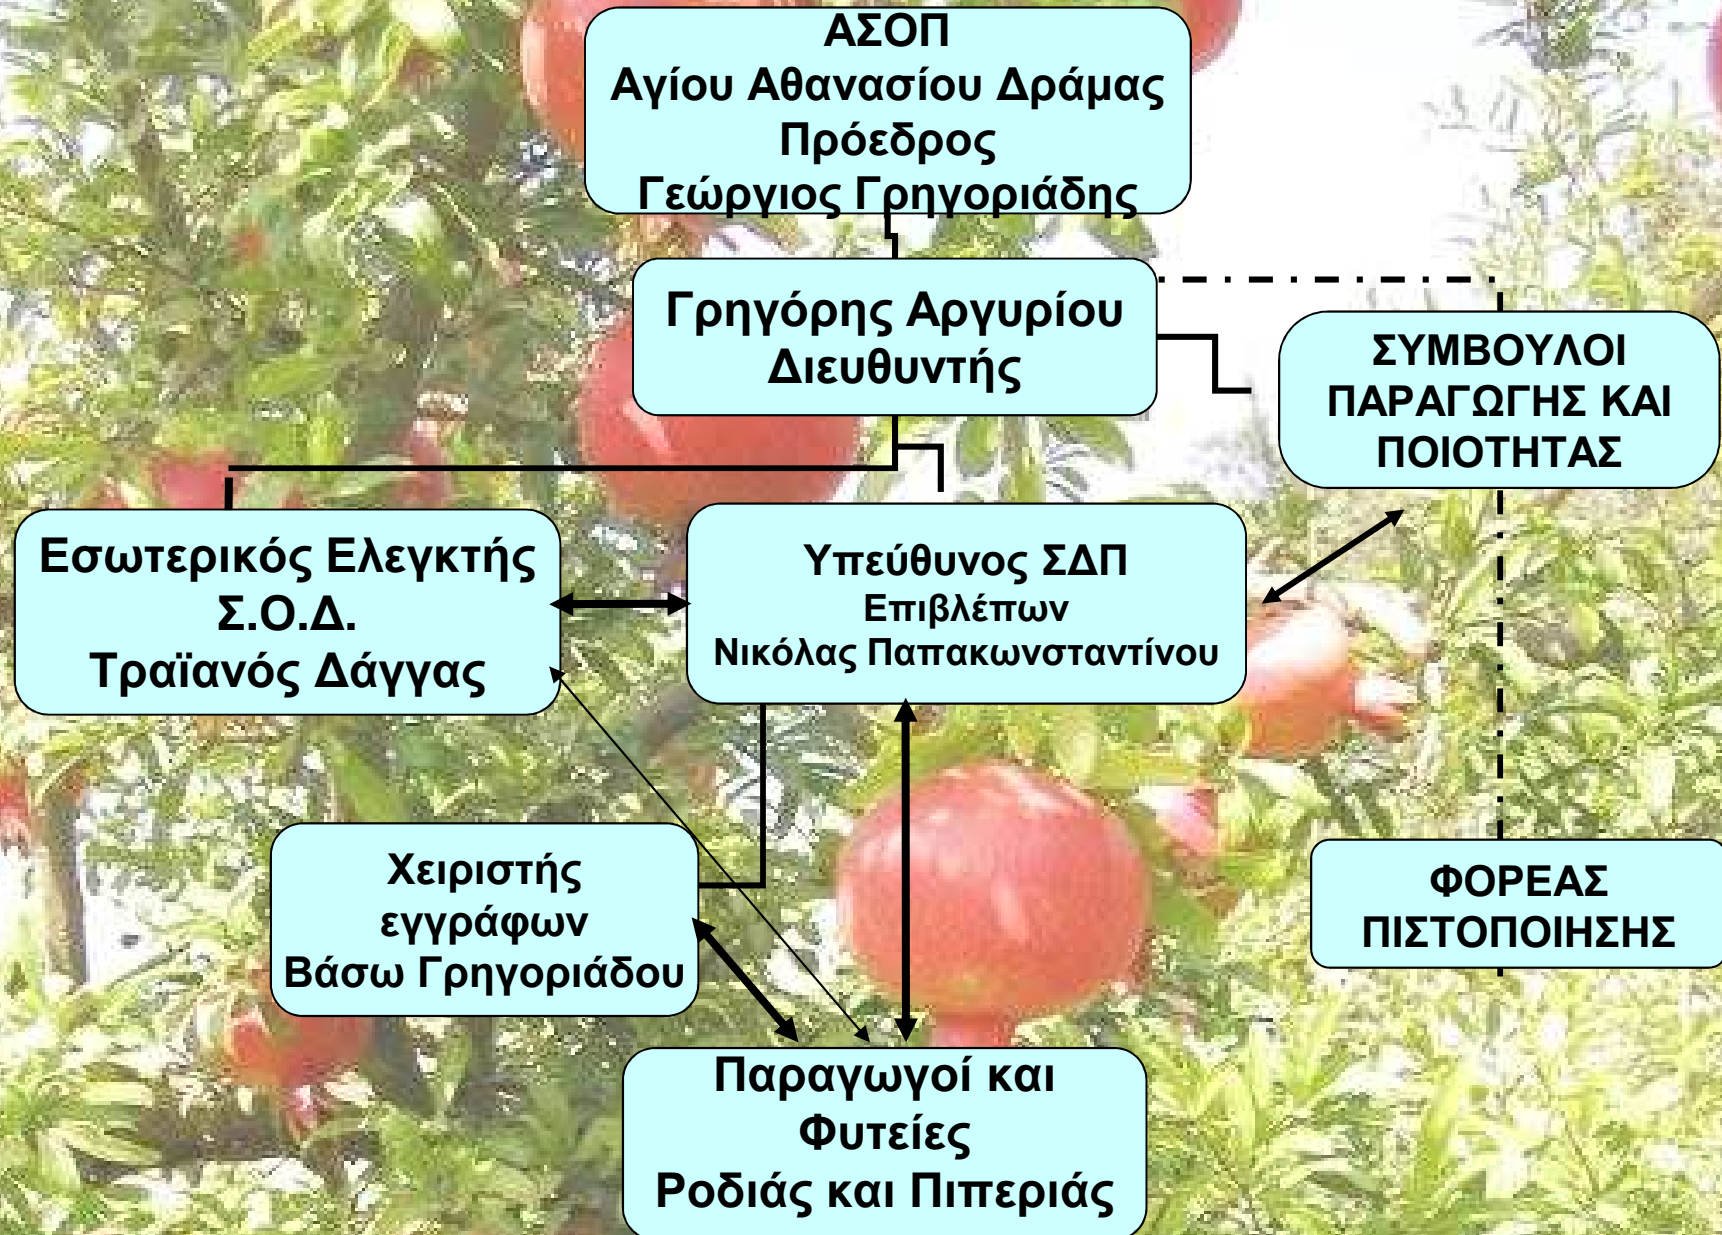 ΑΣΟΠ
Αγίου Αθανασίου Δράμας
Πρόεδρος
Γεώργιος Γρηγοριάδης
Γρηγόρης Αργυρίου
Διευθυντής
ΣΥΜΒΟΥΛΟΙ
ΠΑΡΑΓΩΓΗΣ ΚΑΙ
ΠΟΙΟΤΗΤΑΣ
Εσωτερικός Ελεγκτής
Σ.Ο.Δ.
Τραϊανός Δάγγας
Υπεύθυνος ΣΔΠ
Επιβλέπων
Νικόλας Παπακωνσταντίνου
Χειριστής
εγγράφων
Βάσω Γρηγοριάδου
ΦΟΡΕΑΣ
ΠΙΣΤΟΠΟΙΗΣΗΣ
Παραγωγοί και
Φυτείες
Ροδιάς και Πιπεριάς